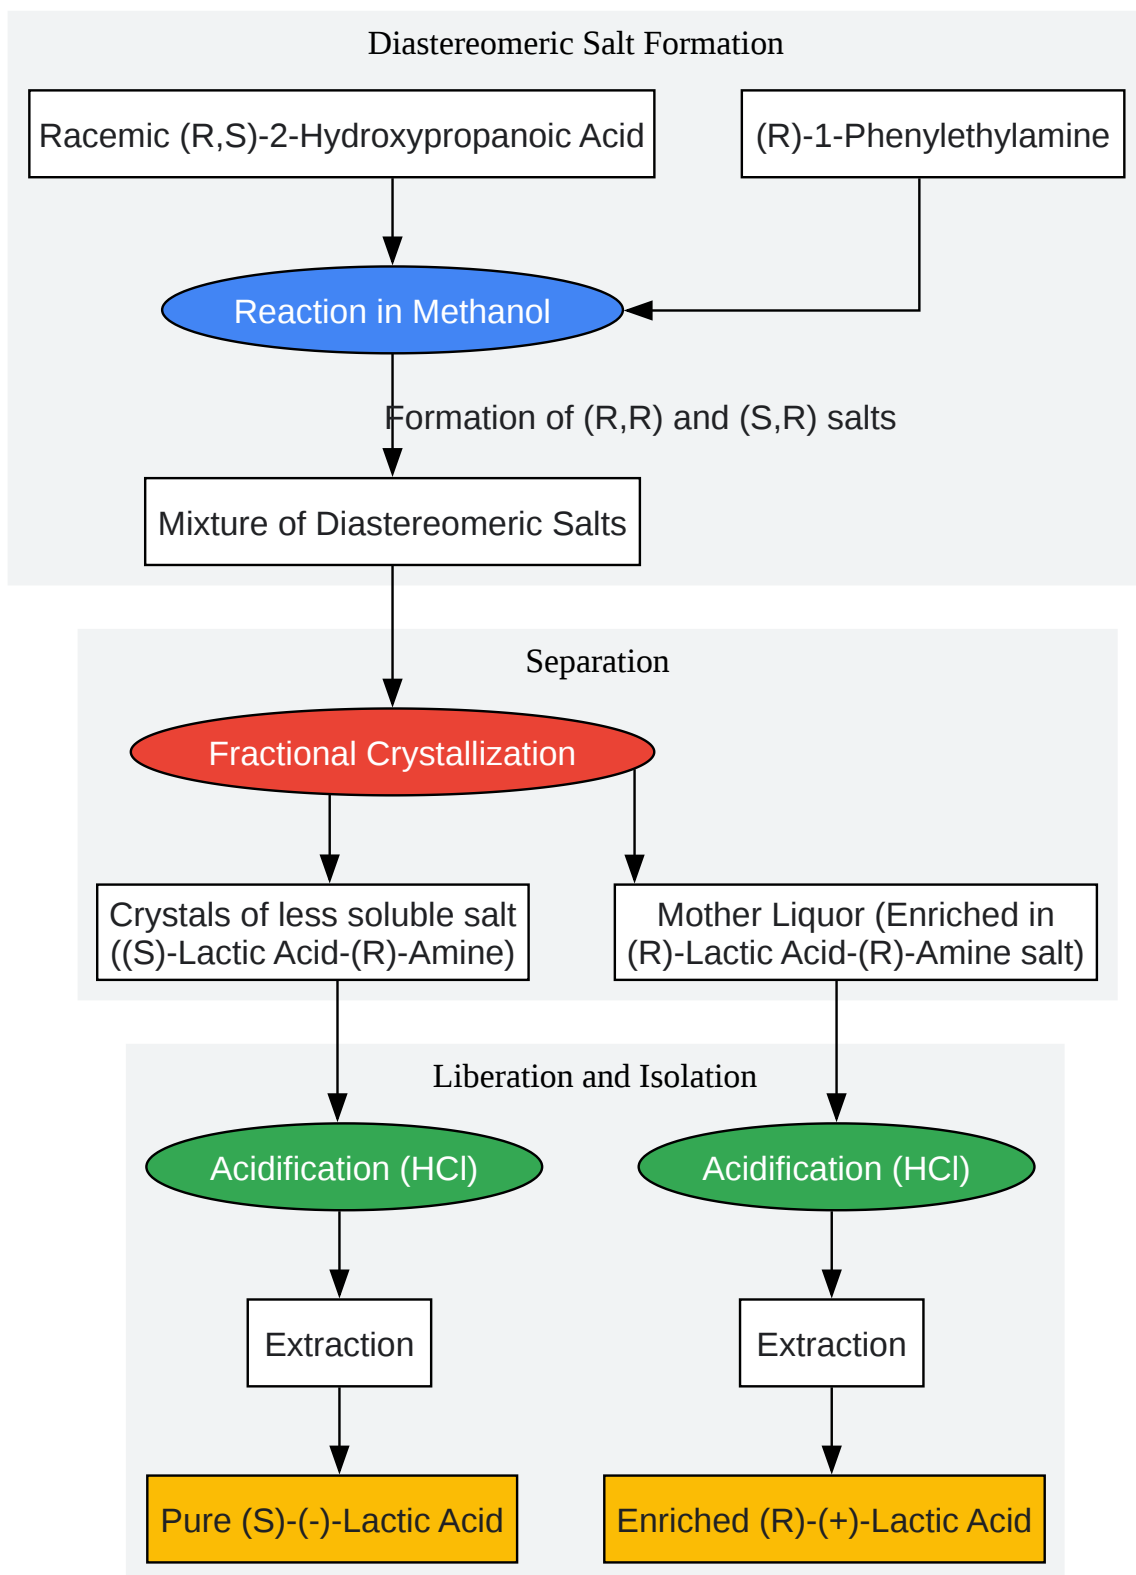 Diastereomeric Salt Formation
Racemic (R,S)-2-Hydroxypropanoic Acid
(R)-1-Phenylethylamine
Reaction in Methanol
Formation of (R,R) and (S,R) salts
Mixture of Diastereomeric Salts
Separation
Fractional Crystallization
Crystals of less soluble salt
((S)-Lactic Acid-(R)-Amine)
Mother Liquor (Enriched in
(R)-Lactic Acid-(R)-Amine salt)
Liberation and Isolation
Acidification (HCl)
Acidification (HCl)
Extraction
Extraction
Pure (S)-(-)-Lactic Acid
Enriched (R)-(+)-Lactic Acid